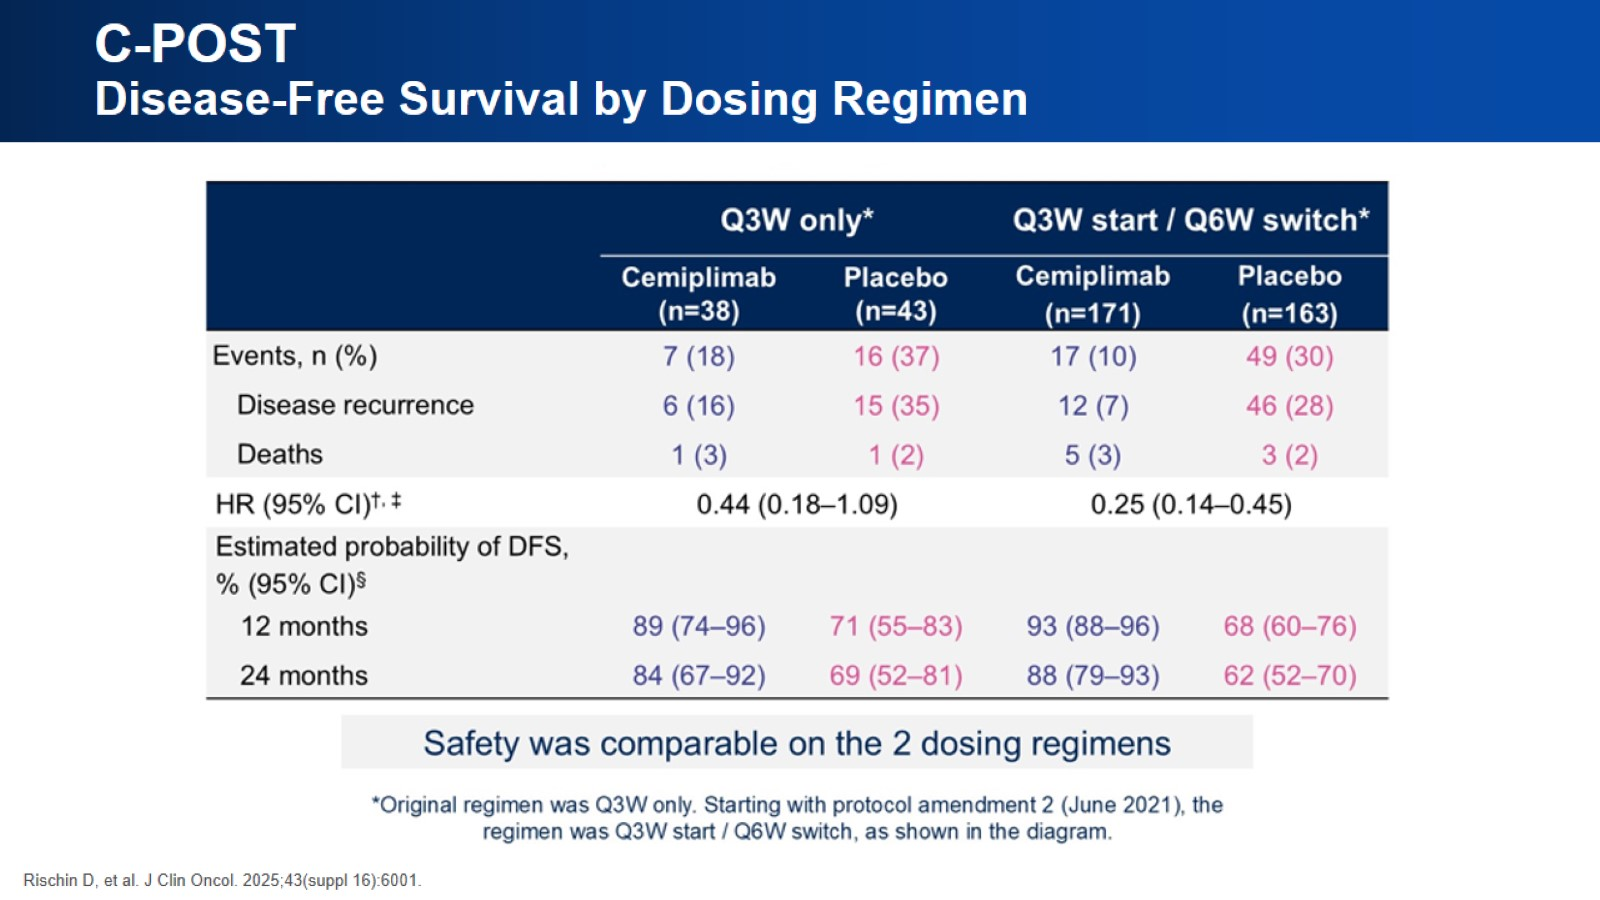 C-POST
Disease-Free Survival by Dosing Regimen
Q3W only* Q3W start / Q6W switch*
Cemiplimab (n=38) Placebo (n=43) Cemiplimab (n=171) Placebo (n=163)
Events, n (%) 7 (18) 16 (37) 17 (10) 49 (30)
Disease recurrence 6 (16) 15 (35) 12 (7) 46 (28)
Deaths 1 (3) 1 (2) 5 (3) 3 (2)
HR (95% CI)†, ‡ 0.44 (0.18–1.09) 0.25 (0.14–0.45)
Estimated probability of DFS,
% (95% CI)§
12 months 89 (74–96) 71 (55–83) 93 (88–96) 68 (60–76)
24 months 84 (67–92) 69 (52–81) 88 (79–93) 62 (52–70)
Safety was comparable on the 2 dosing regimens
*Original regimen was Q3W only. Starting with protocol amendment 2 (June 2021), the
regimen was Q3W start / Q6W switch, as shown in the diagram.
Rischin D, et al. J Clin Oncol. 2025;43(suppl 16):6001.